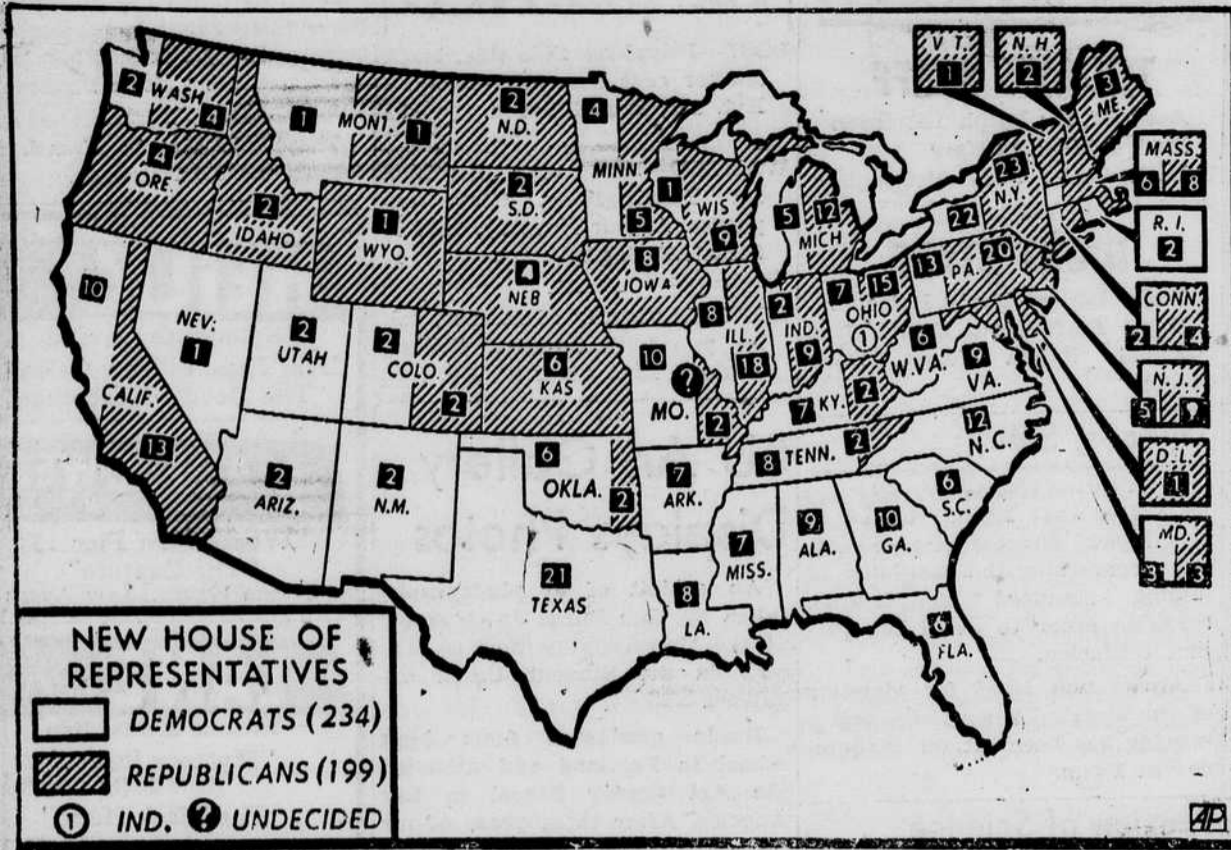 V T.
1
N. H
2
3
ME.
2
WASH
4
1
MONT.
1
2
N.D.
4
MINN
5
1
WIS
9
5
12
MICH
23
N.Y.
22
MASS.
6 8
R. I.
2
CONN.
2 4
N. J.
5 9
D L.
1
MD.
3 3
4
ORE.
2
IDAHO
1
WYO.
2
S.D.
4
NEB
8
IOWA
8
ILL.
18
2
IND.
9
7
15
OHIO
1
13
PA.
20
6
W.VA.
9
VA.
10
CALIF.
13
NEV:
1
2
UTAH
2
COLO.
2
6
KAS
10
?
MO.
2
7
KY.
2
8
TENN.
2
12
N. C.
6
S.C.
2
ARIZ.
2
N.M.
6
OKLA.
2
7
ARK.
21
TEXAS
8
LA.
7
MISS.
9
ALA.
10
GA.
6
FLA.
NEW HOUSE OF
REPRESENTATIVES
DEMOCRATS (234)
REPUBLICANS (199)
1 IND. ? UNDECIDED
AP